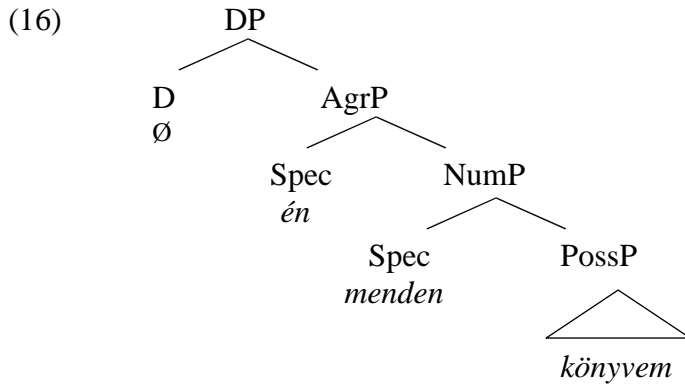 (16) DP
D AgrP
Ø
Spec NumP
én
Spec PossP
menden
könyvem